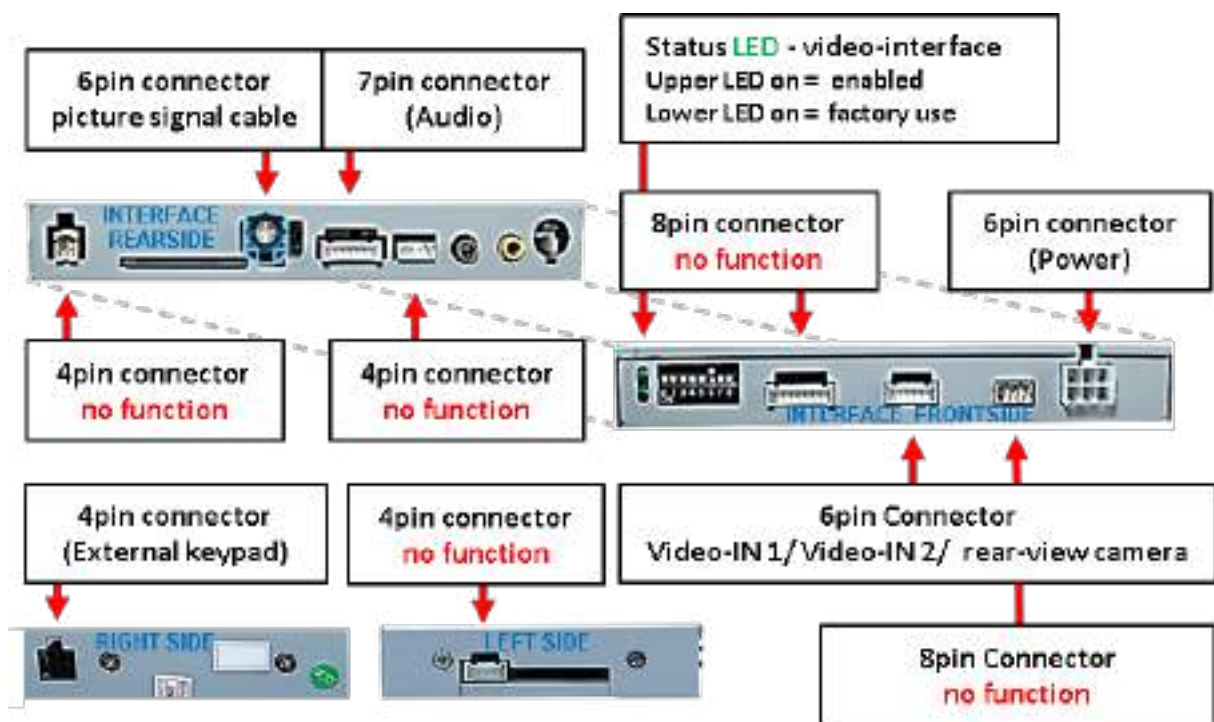 6pin connector
picture signal cable
7pin connector
(Audio)
Status LED - video-interface
Upper LED on = enabled
Lower LED on = factory use
8pin connector
no function
6pin connector
(Power)
INTERFACE
REARSIDE
4pin connector
no function
4pin connector
no function
INTERFACE FRONTSIDE
4pin connector
(External keypad)
4pin connector
no function
6pin Connector
Video-IN 1/ Video-IN 2/ rear-view camera
RIGHT SIDE
LEFT SIDE
8pin Connector
no function